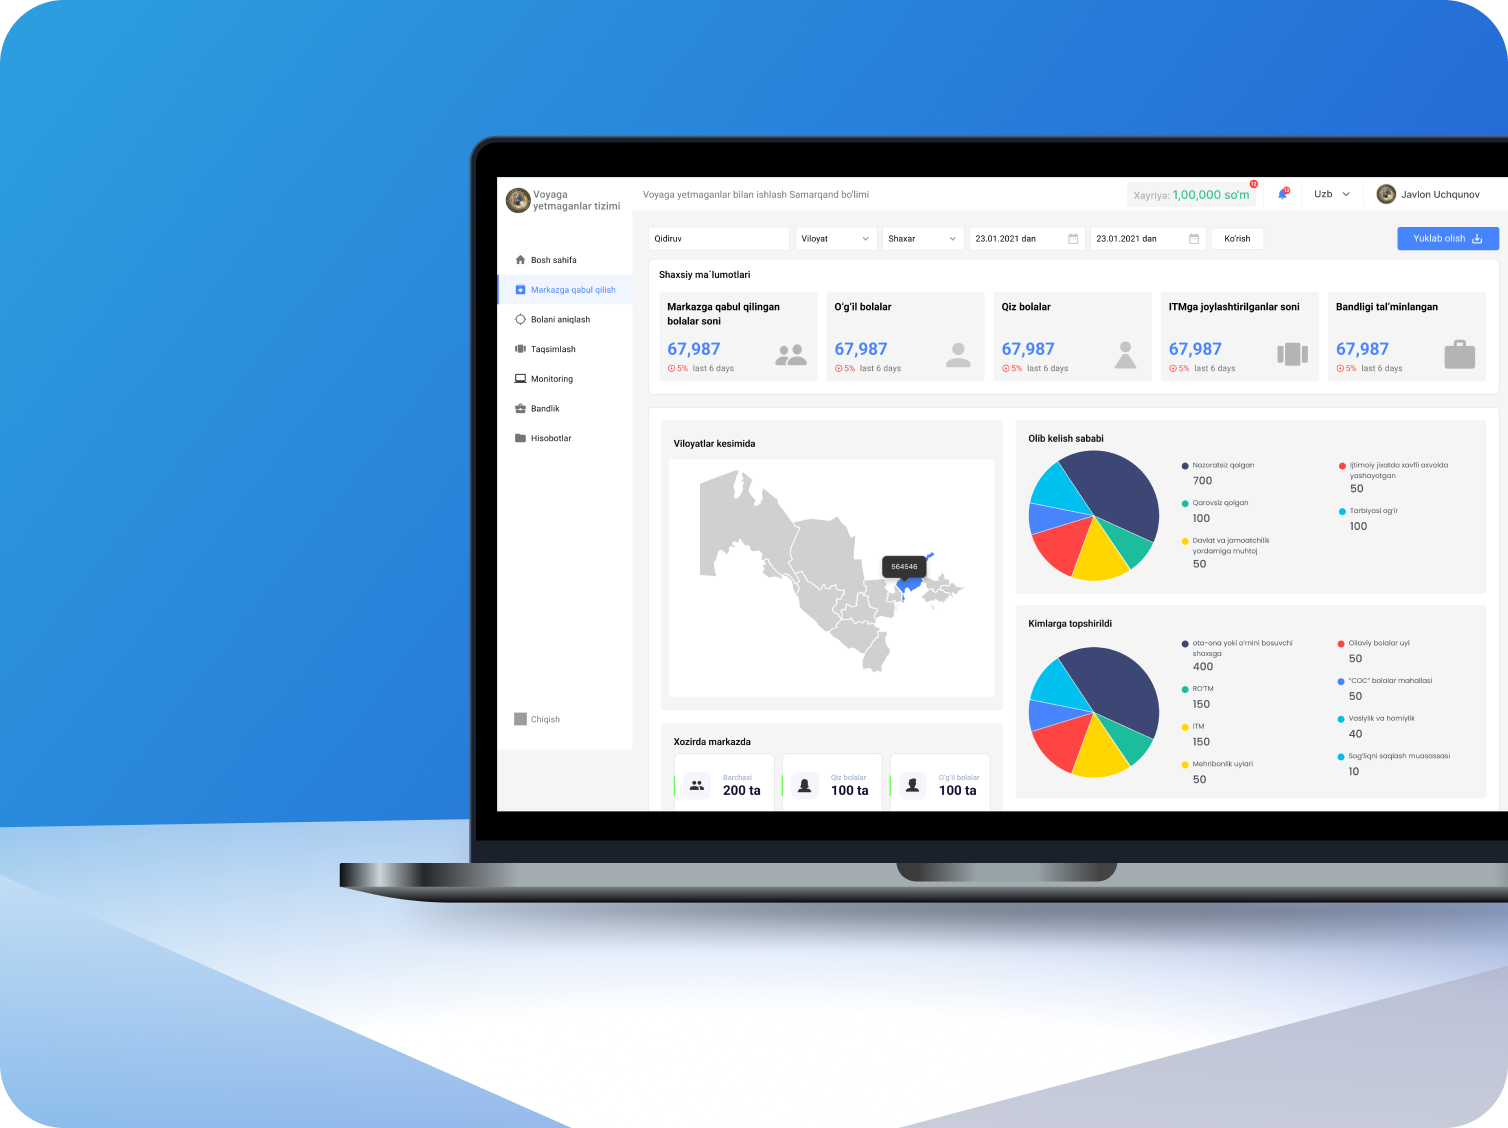 Voyaga
yetmaganlar tizimi
Voyaga yetmaganlar bilan ishlash Samarqand bo'limi
Xayriya: 1,00,000 so'm
12
12
Uzb
Javlon Uchqunov
Bosh sahifa
Markazga qabul qilish
Bolani aniqlash
Taqsimlash
Monitoring
Bandlik
Hisobotlar
Chiqish
Qidiruv
Viloyat
Shaxar
23.01.2021 dan
23.01.2021 dan
Ko'rish
Yuklab olish
Shaxsiy ma`lumotlari
Markazga qabul qilingan
bolalar soni
67,987
5% last 6 days
O'g'il bolalar
67,987
5% last 6 days
Qiz bolalar
67,987
5% last 6 days
ITMga joylashtirilganlar soni
67,987
5% last 6 days
Bandligi tal'minlangan
67,987
5% last 6 days
Viloyatlar kesimida
564546
Xozirda markazda
Barchasi
200 ta
Qiz bolalar
100 ta
O'g'il bolalar
100 ta
Olib kelish sababi
Nazoratsiz qolgan
700
Qarovsiz qolgan
100
Davlat va jamoatchilik
yordamiga muhtoj
50
Ijtimoiy jixatda xavfli axvolda
yashayotgan
50
Tarbiyasi og'ir
100
Kimlarga topshirildi
ota-ona yoki o'rnini bosuvchi
shaxsga
400
RO'TM
150
ITM
150
Mehribonlik uylari
50
Oilaviy bolalar uyi
50
"COC" bolalar mahallasi
50
Vasiylik va homiylik
40
Sog'liqni saqlash muasassasi
10